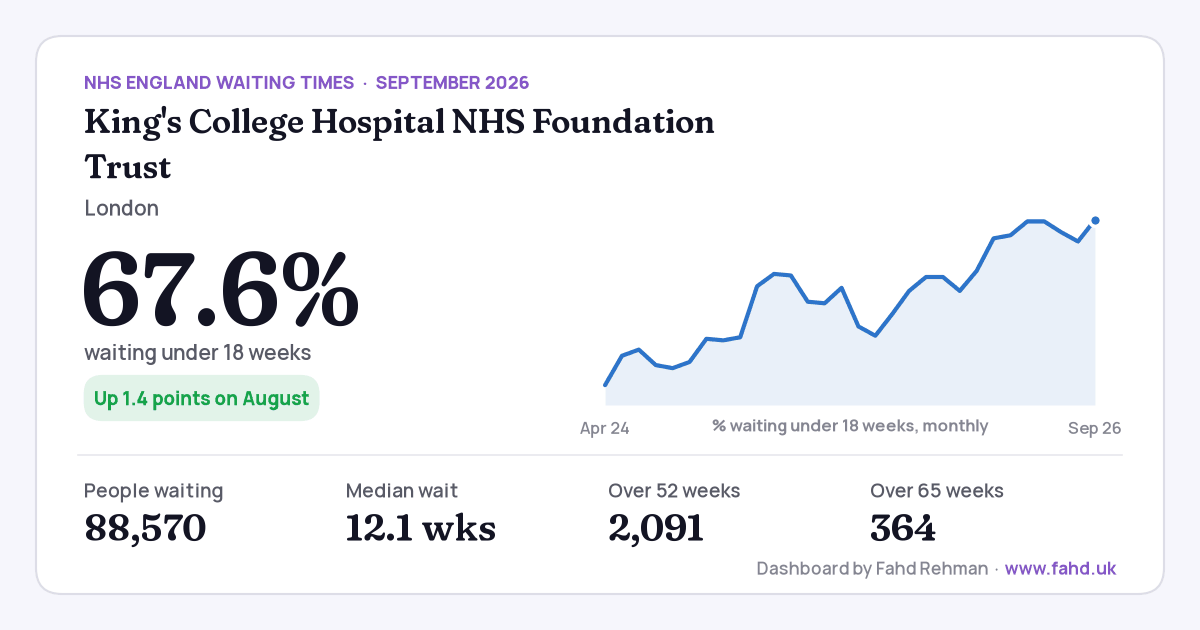 NHS ENGLAND WAITING TIMES · SEPTEMBER 2026
King's College Hospital NHS Foundation
Trust
London
67.6%
waiting under 18 weeks
Up 1.4 points on August
Apr 24
% waiting under 18 weeks, monthly
Sep 26
People waiting
88,570
Median wait
12.1 wks
Over 52 weeks
2,091
Over 65 weeks
364
Dashboard by Fahd Rehman · www.fahd.uk